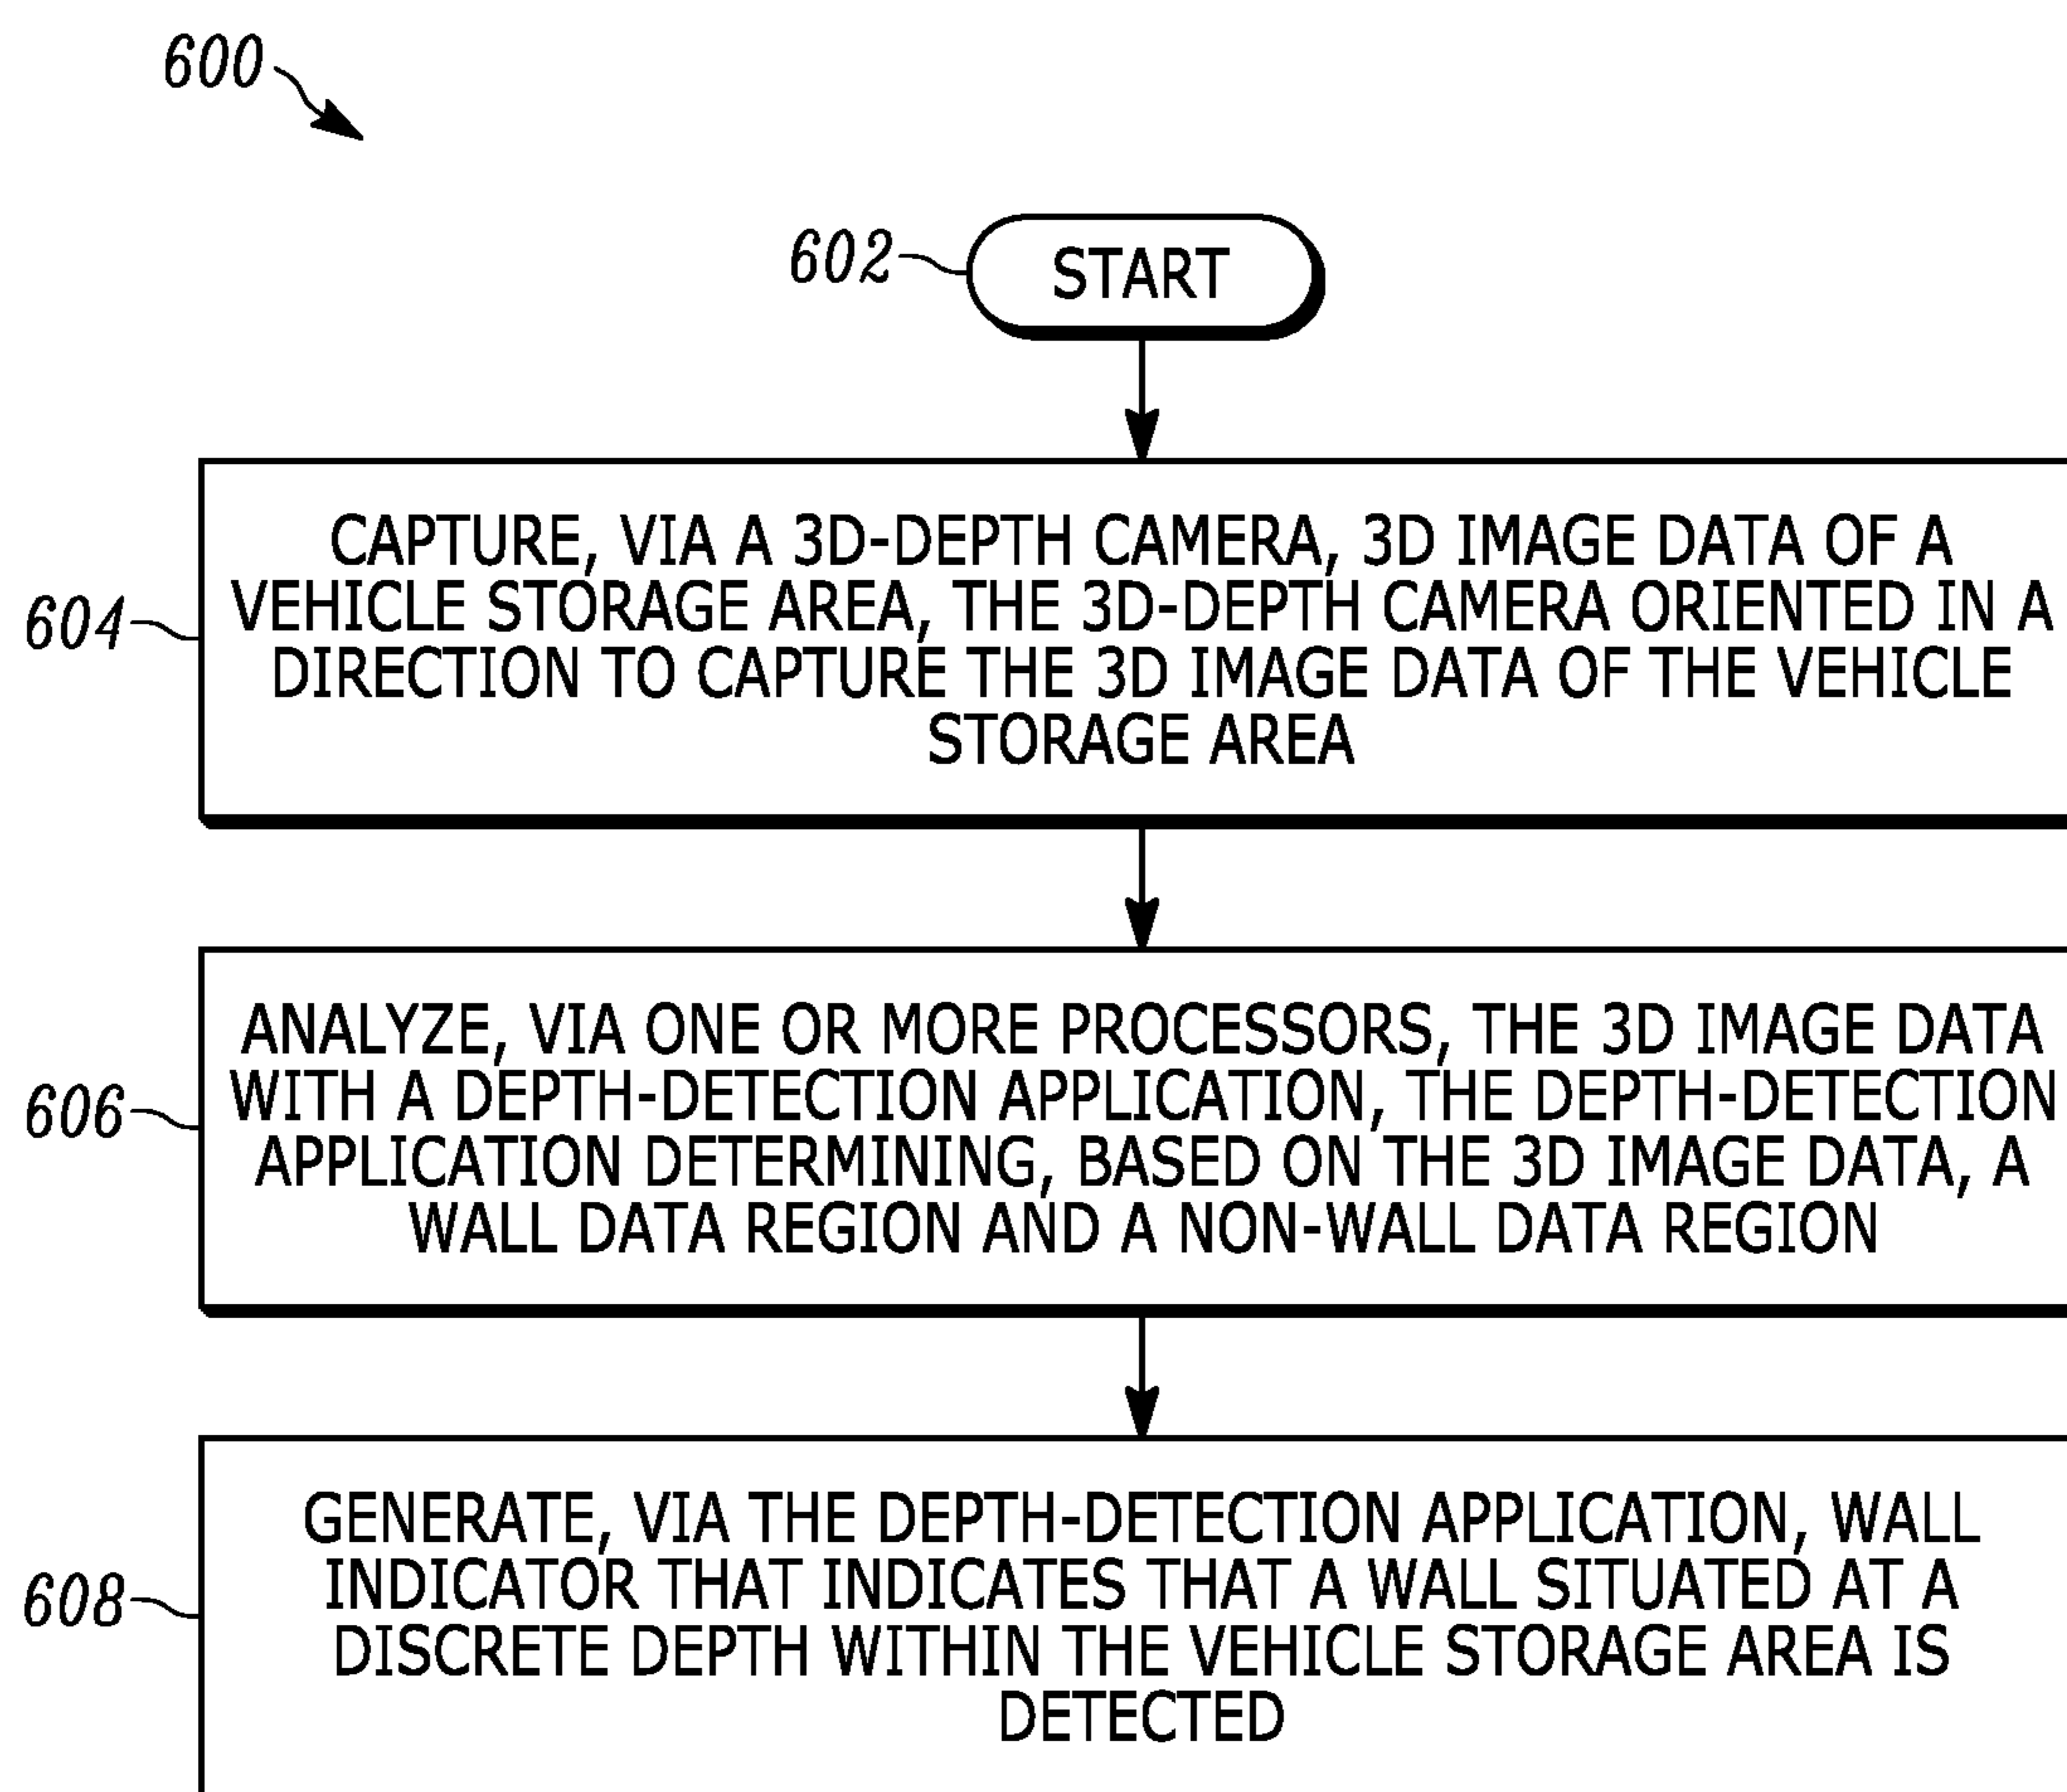 600
602
START
CAPTURE, VIA A 3D-DEPTH CAMERA, 3D IMAGE DATA OF A
VEHICLE STORAGE AREA, THE 3D-DEPTH CAMERA ORIENTED IN A
604
DIRECTION TO CAPTURE THE 3D IMAGE DATA OF THE VEHICLE
STORAGE AREA
ANALYZE, VIA ONE OR MORE PROCESSORS, THE 3D IMAGE DATA
WITH A DEPTH-DETECTION APPLICATION, THE DEPTH-DETECTION
606
APPLICATION DETERMINING, BASED ON THE 3D IMAGE DATA, A
WALL DATA REGION AND A NON-WALL DATA REGION
GENERATE, VIA THE DEPTH-DETECTION APPLICATION, WALL
INDICATOR THAT INDICATES THAT A WALL SITUATED AT A
608
DISCRETE DEPTH WITHIN THE VEHICLE STORAGE AREA IS
DETECTED